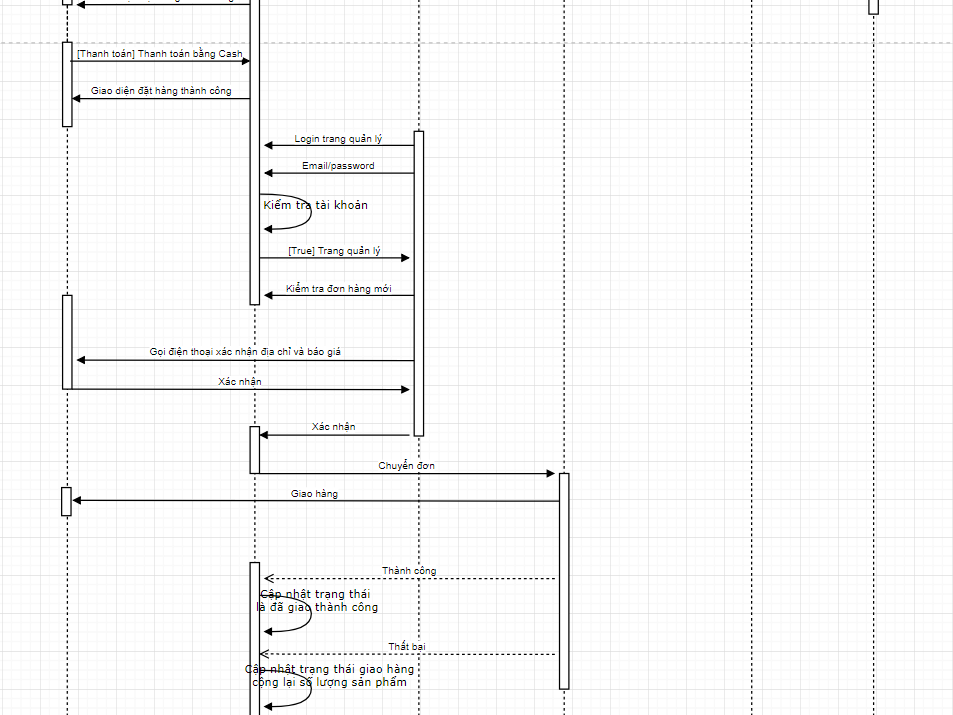 [Thanh toán] Thanh toán bằng Cash
Giao diện đặt hàng thành công
Login trang quản lý
Email/password
Kiểm tra tài khoản
[True] Trang quản lý
Kiểm tra đơn hàng mới
Gọi điện thoại xác nhận địa chỉ và báo giá
Xác nhận
Xác nhận
Chuyển đơn
Giao hàng
Thành công
Cập nhật trạng thái
là đã giao thành công
Thất bại
Cập nhật trạng thái giao hàng
cộng lại số lượng sản phẩm